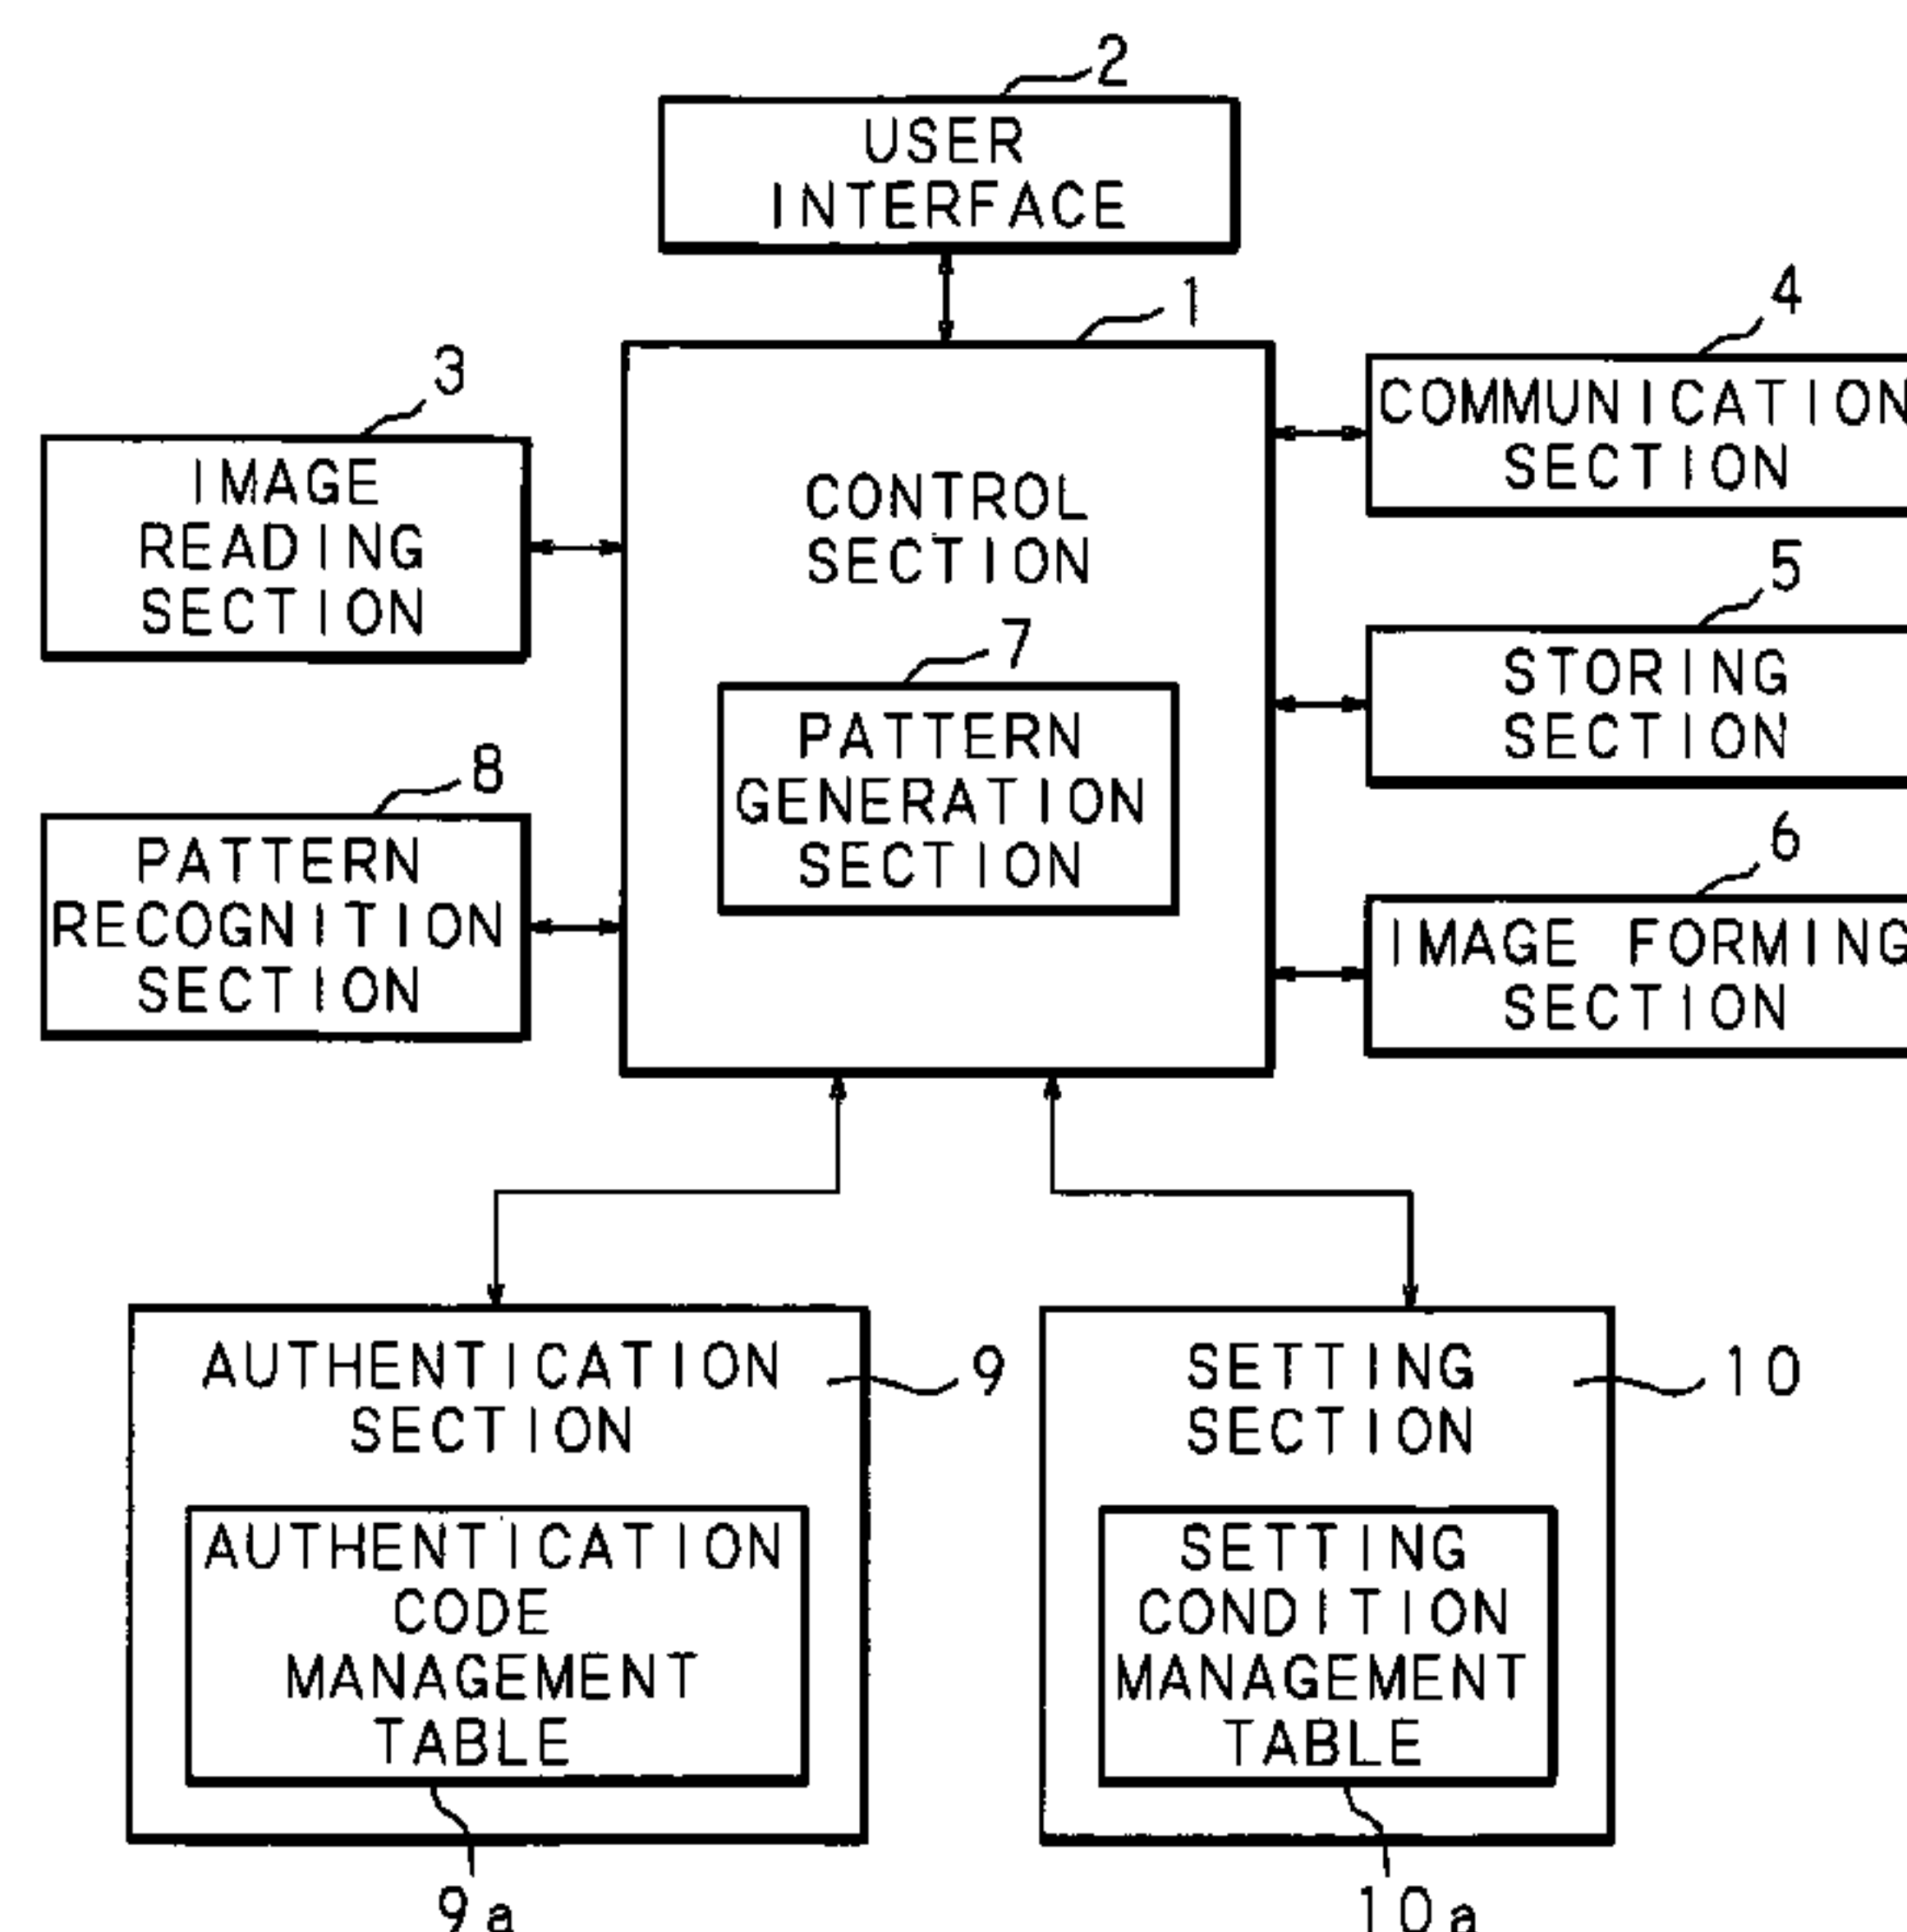 2
USER
INTERFACE
1
3
IMAGE
READING
SECTION
4
COMMUNICATION
SECTION
CONTROL
SECTION
5
STORING
SECTION
7
PATTERN
GENERATION
SECTION
8
PATTERN
RECOGNITION
SECTION
6
IMAGE FORMING
SECTION
AUTHENTICATION
SECTION
9
AUTHENTICATION
CODE
MANAGEMENT
TABLE
9a
SETTING
SECTION
10
SETTING
CONDITION
MANAGEMENT
TABLE
10a